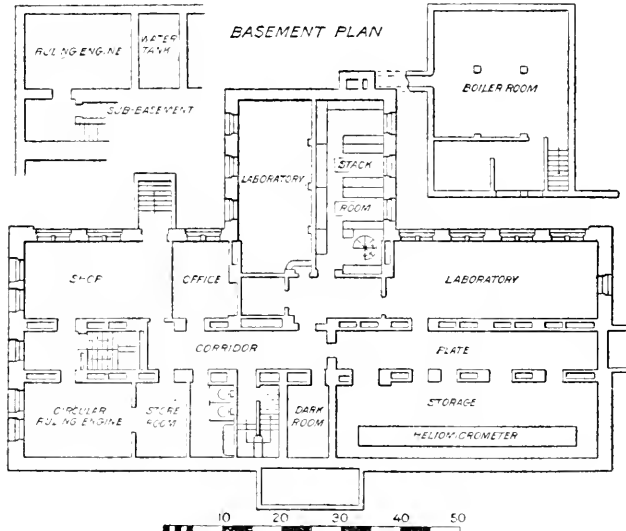 BASEMENT PLAN
RULING ENGINE
WATER
TANK
BOILER ROOM
SUB-BASEMENT
STACK
ROOM
LABORATORY
SHOP
OFFICE
LABORATORY
CORRIDOR
PLATE
STORAGE
CIRCULAR
RULING ENGINE
STORE
ROOM
DARK
ROOM
HELIOMICROMETER
10 20 30 40 50